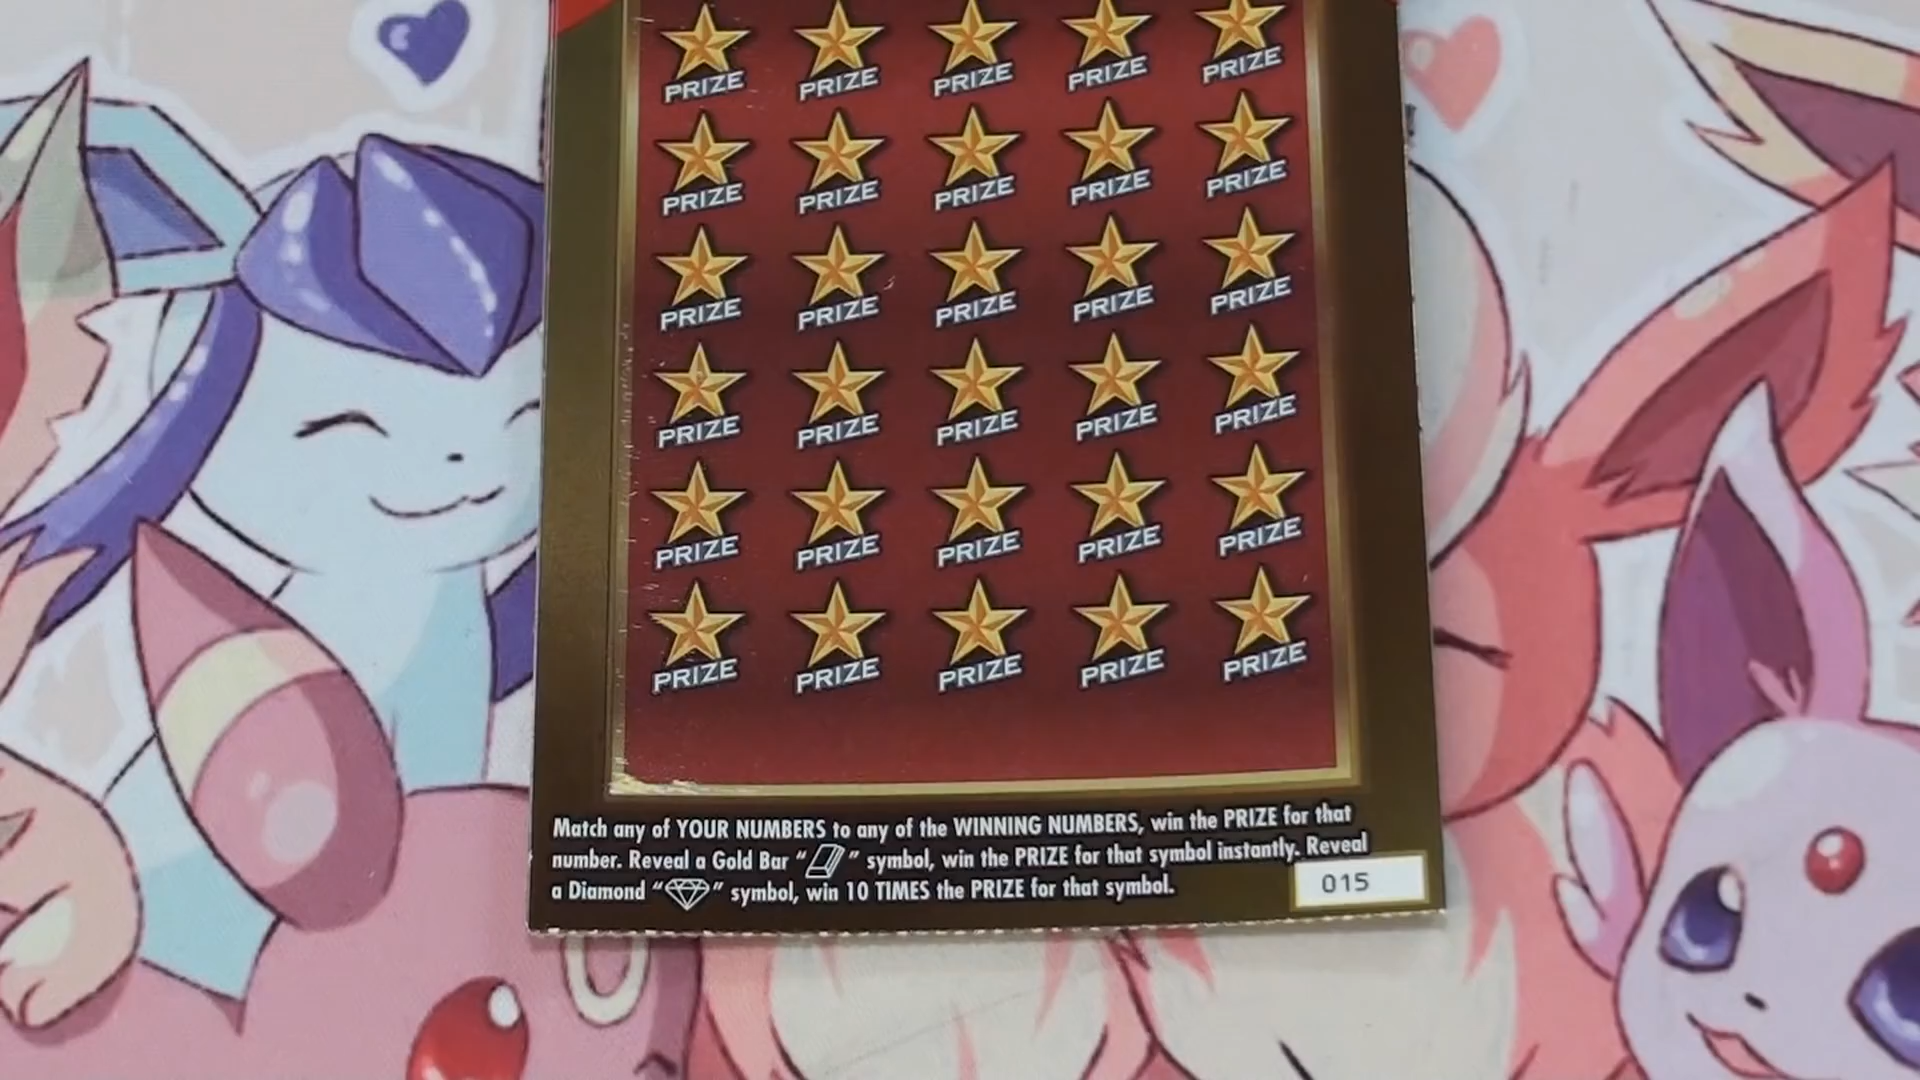 PRIZE PRIZE PRIZE PRIZE PRIZE
PRIZE PRIZE PRIZE PRIZE PRIZE
PRIZE PRIZE PRIZE PRIZE PRIZE
PRIZE PRIZE PRIZE PRIZE PRIZE
PRIZE PRIZE PRIZE PRIZE PRIZE
PRIZE PRIZE PRIZE PRIZE PRIZE
Match any of YOUR NUMBERS to any of the WINNING NUMBERS, win the PRIZE for that
number. Reveal a Gold Bar “ ” symbol, win the PRIZE for that symbol instantly. Reveal
a Diamond “ ” symbol, win 10 TIMES the PRIZE for that symbol.
015